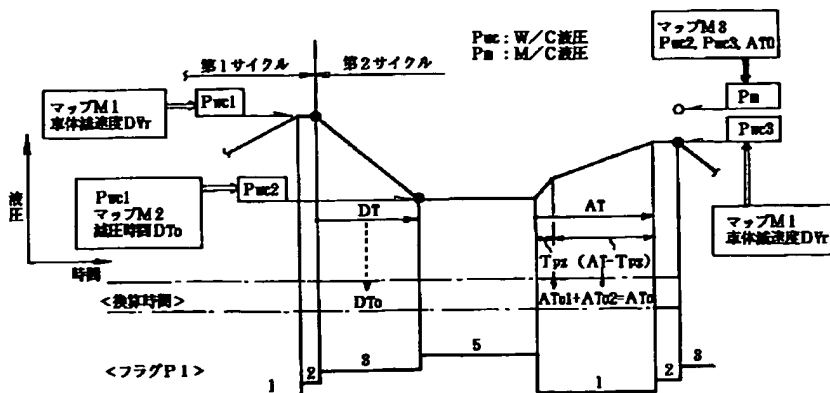 Pwc:W/C液圧
Pm:M/C液圧
マップM3
Pwc2, Pwc3, ATO
第1サイクル
第2サイクル
マップM1
車体減速度DVr
Pwc1
Pm
Pwc3
液圧
Pwc1
マップM2
減圧時間DTo
Pwc2
DT
AT
マップM1
車体減速度DVr
時間
Tpz (AT-Tpz)
<換算時間>
DTo
ATo1+ATo2=ATo
<フラグP1>
1
2
3
5
1
2
3